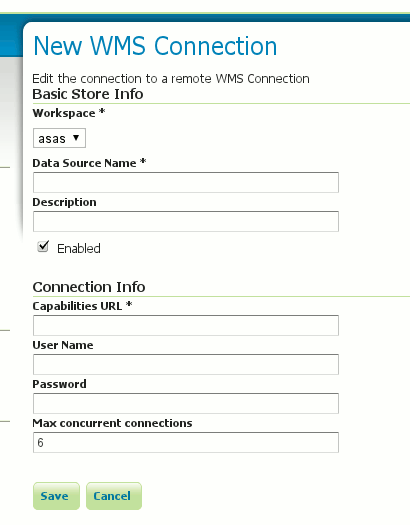 New WMS Connection
Edit the connection to a remote WMS Connection
Basic Store Info
Workspace *
asas
Data Source Name *
Description
Enabled
Connection Info
Capabilities URL *
User Name
Password
Max concurrent connections
6
Save Cancel